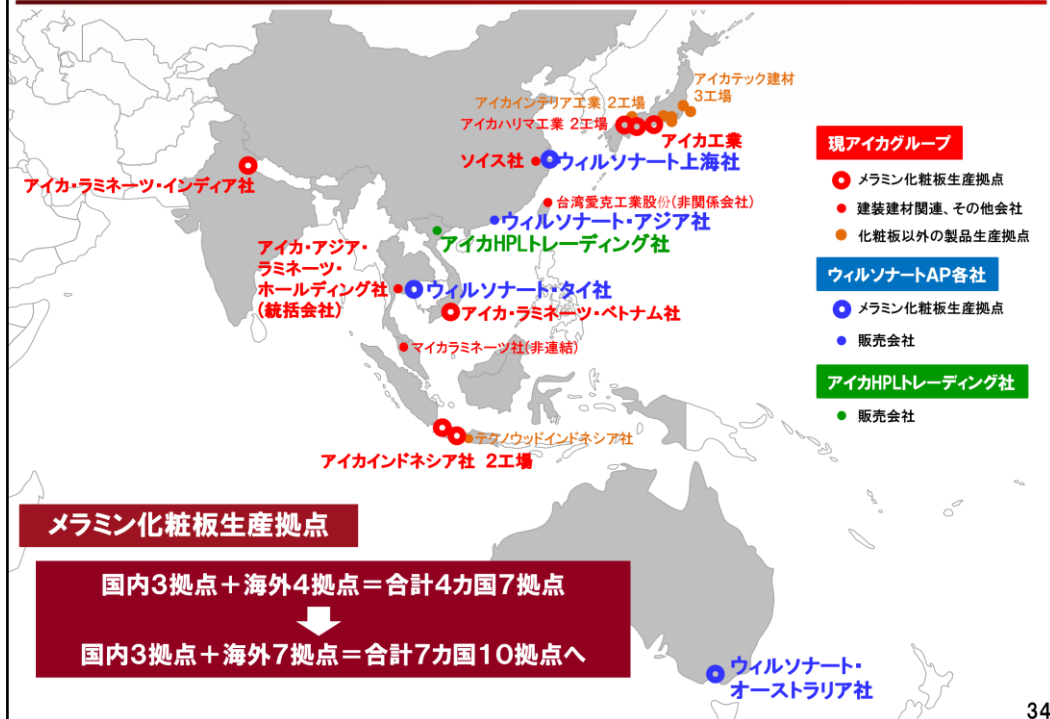 アイカテック建材
3工場
アイカインテリア工業 2工場
アイカハリマ工業 2工場
アイカ工業
ソイス社
ウィルソナート上海社
アイカ・ラミネーツ・インディア社
台湾愛克工業股份(非関係会社)
ウィルソナート・アジア社
アイカHPLトレーディング社
アイカ・アジア・
ラミネーツ・
ホールディング社
(統括会社)
ウィルソナート・タイ社
アイカ・ラミネーツ・ベトナム社
マイカラミネーツ社(非連結)
テクノウッドインドネシア社
アイカインドネシア社 2工場
現アイカグループ
メラミン化粧板生産拠点
建装建材関連、その他会社
化粧板以外の製品生産拠点
ウィルソナートAP各社
メラミン化粧板生産拠点
販売会社
アイカHPLトレーディング社
販売会社
メラミン化粧板生産拠点
国内3拠点+海外4拠点=合計4カ国7拠点
国内3拠点+海外7拠点=合計7カ国10拠点へ
ウィルソナート・
オーストラリア社
34